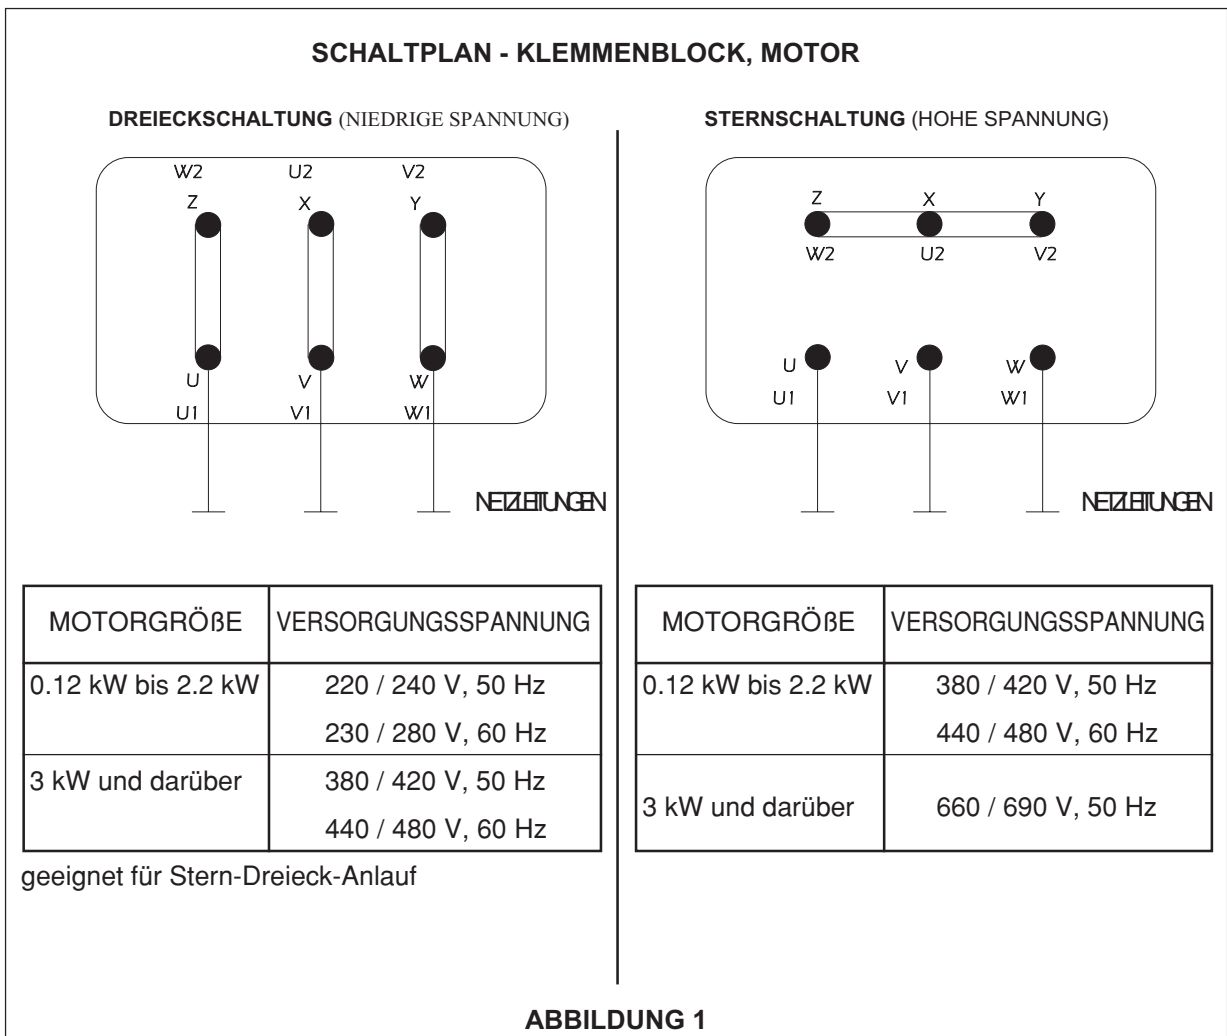 SCHALTPLAN - KLEMMENBLOCK, MOTOR
DREIECKSCHALTUNG (NIEDRIGE SPANNUNG)
W2 U2 V2
Z X Y
U V W
U1 V1 W1
NETZLEITUNGEN
MOTORGRÖßE VERSORGUNGSSPANNUNG
0.12 kW bis 2.2 kW 220 / 240 V, 50 Hz
230 / 280 V, 60 Hz
3 kW und darüber 380 / 420 V, 50 Hz
440 / 480 V, 60 Hz
geeignet für Stern-Dreieck-Anlauf
STERNSCHALTUNG (HOHE SPANNUNG)
Z X Y
W2 U2 V2
U V W
U1 V1 W1
NETZLEITUNGEN
MOTORGRÖßE VERSORGUNGSSPANNUNG
0.12 kW bis 2.2 kW 380 / 420 V, 50 Hz
440 / 480 V, 60 Hz
3 kW und darüber 660 / 690 V, 50 Hz
ABBILDUNG 1